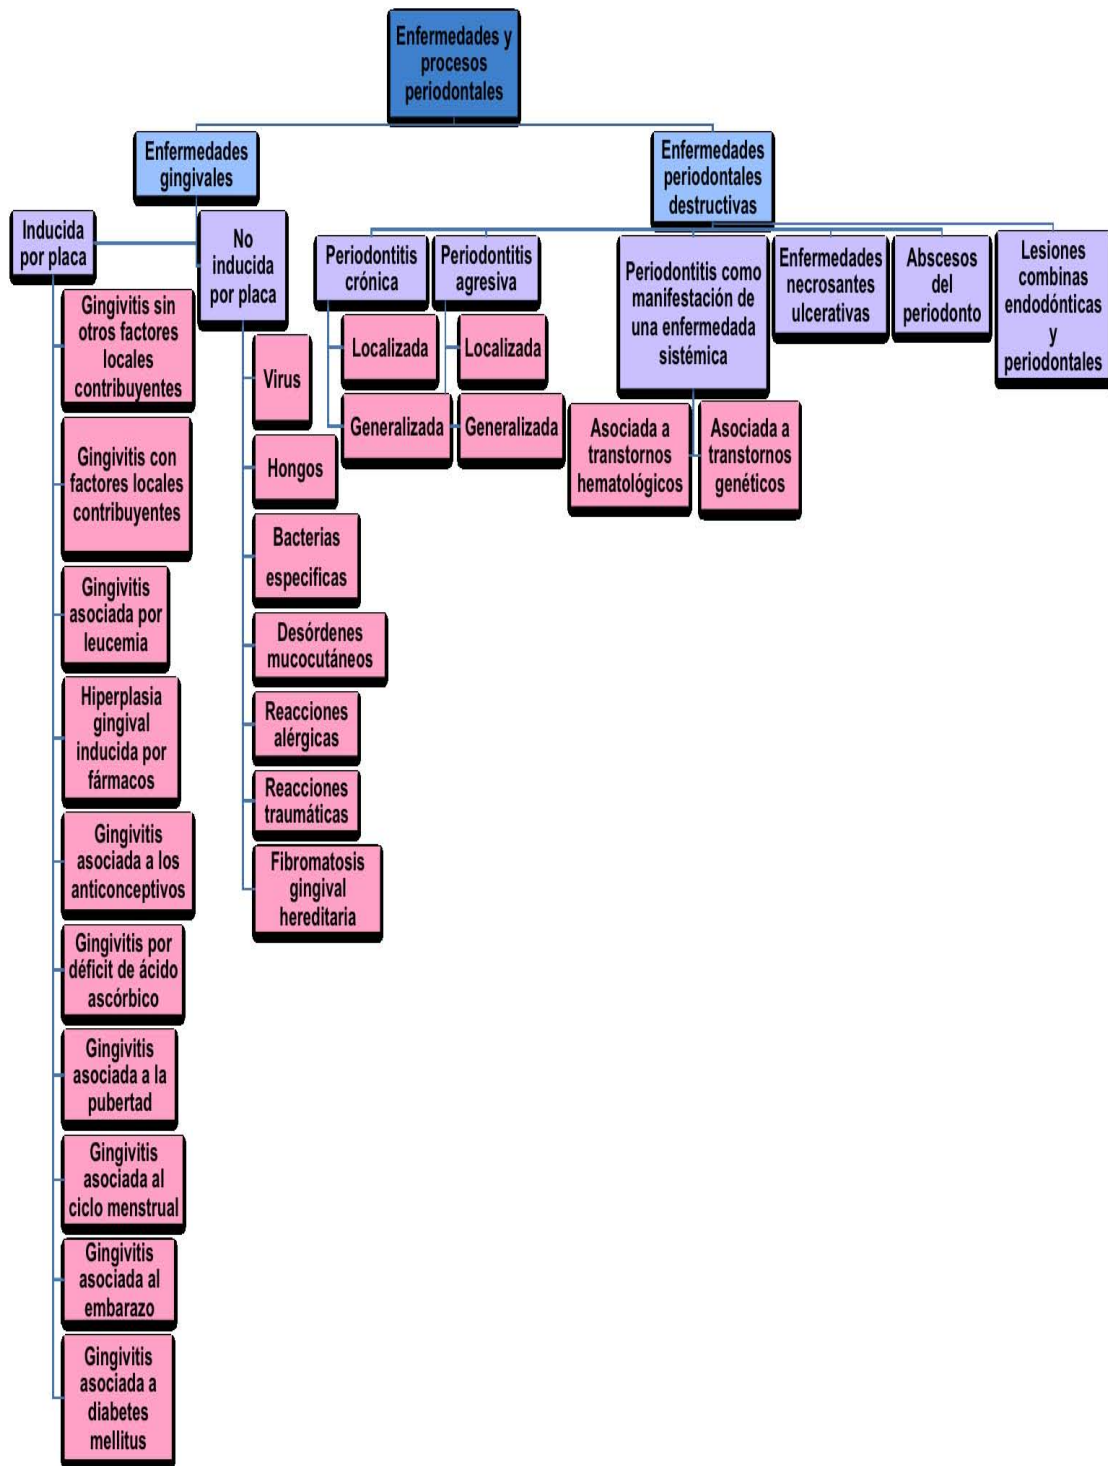 Enfermedades y
procesos
periodontales
Enfermedades
gingivales
Enfermedades
periodontales
destructivas
Inducida
por placa
No
inducida
por placa
Periodontitis
crónica
Periodontitis
agresiva
Periodontitis como
manifestación de
una enfermedada
sistémica
Enfermedades
necrosantes
ulcerativas
Abscesos
del
periodonto
Lesiones
combinas
endodónticas
y
periodontales
Gingivitis sin
otros factores
locales
contribuyentes
Gingivitis con
factores locales
contribuyentes
Gingivitis
asociada por
leucemia
Hiperplasia
gingival
inducida por
fármacos
Gingivitis
asociada a los
anticonceptivos
Gingivitis por
déficit de ácido
ascórbico
Gingivitis
asociada a la
pubertad
Gingivitis
asociada al
ciclo menstrual
Gingivitis
asociada al
embarazo
Gingivitis
asociada a
diabetes
mellitus
Virus
Hongos
Bacterias
especificas
Desórdenes
mucocutáneos
Reacciones
alérgicas
Reacciones
traumáticas
Fibromatosis
gingival
hereditaria
Localizada
Generalizada
Localizada
Generalizada
Asociada a
transtornos
hematológicos
Asociada a
transtornos
genéticos